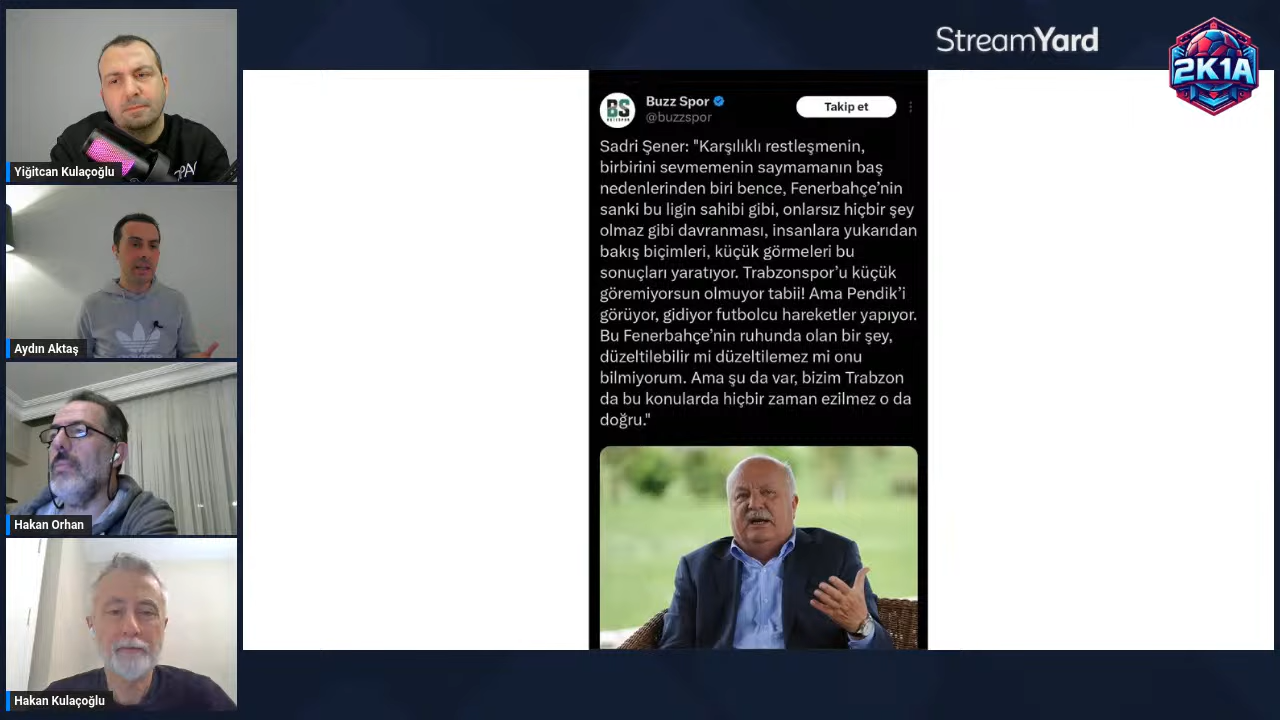 StreamYard
2K1A
Yiğitcan Kulaçoğlu
Aydın Aktaş
Hakan Orhan
Hakan Kulaçoğlu
BS
Buzz Spor
@buzzspor
Takip et
Sadri Şener: "Karşılıklı restleşmenin,
birbirini sevmemenin saymamanın baş
nedenlerinden biri bence, Fenerbahçe’nin
sanki bu ligin sahibi gibi, onlarsız hiçbir şey
olmaz gibi davranması, insanlara yukarıdan
bakış biçimleri, küçük görmeleri bu
sonuçları yaratıyor. Trabzonspor’u küçük
göremiyorsun olmuyor tabii! Ama Pendik’i
görüyor, gidiyor futbolcu hareketler yapıyor.
Bu Fenerbahçe’nin ruhunda olan bir şey,
düzeltilebilir mi düzeltilemez mi onu
bilmiyorum. Ama şu da var, bizim Trabzon
da bu konularda hiçbir zaman ezilmez o da
doğru."